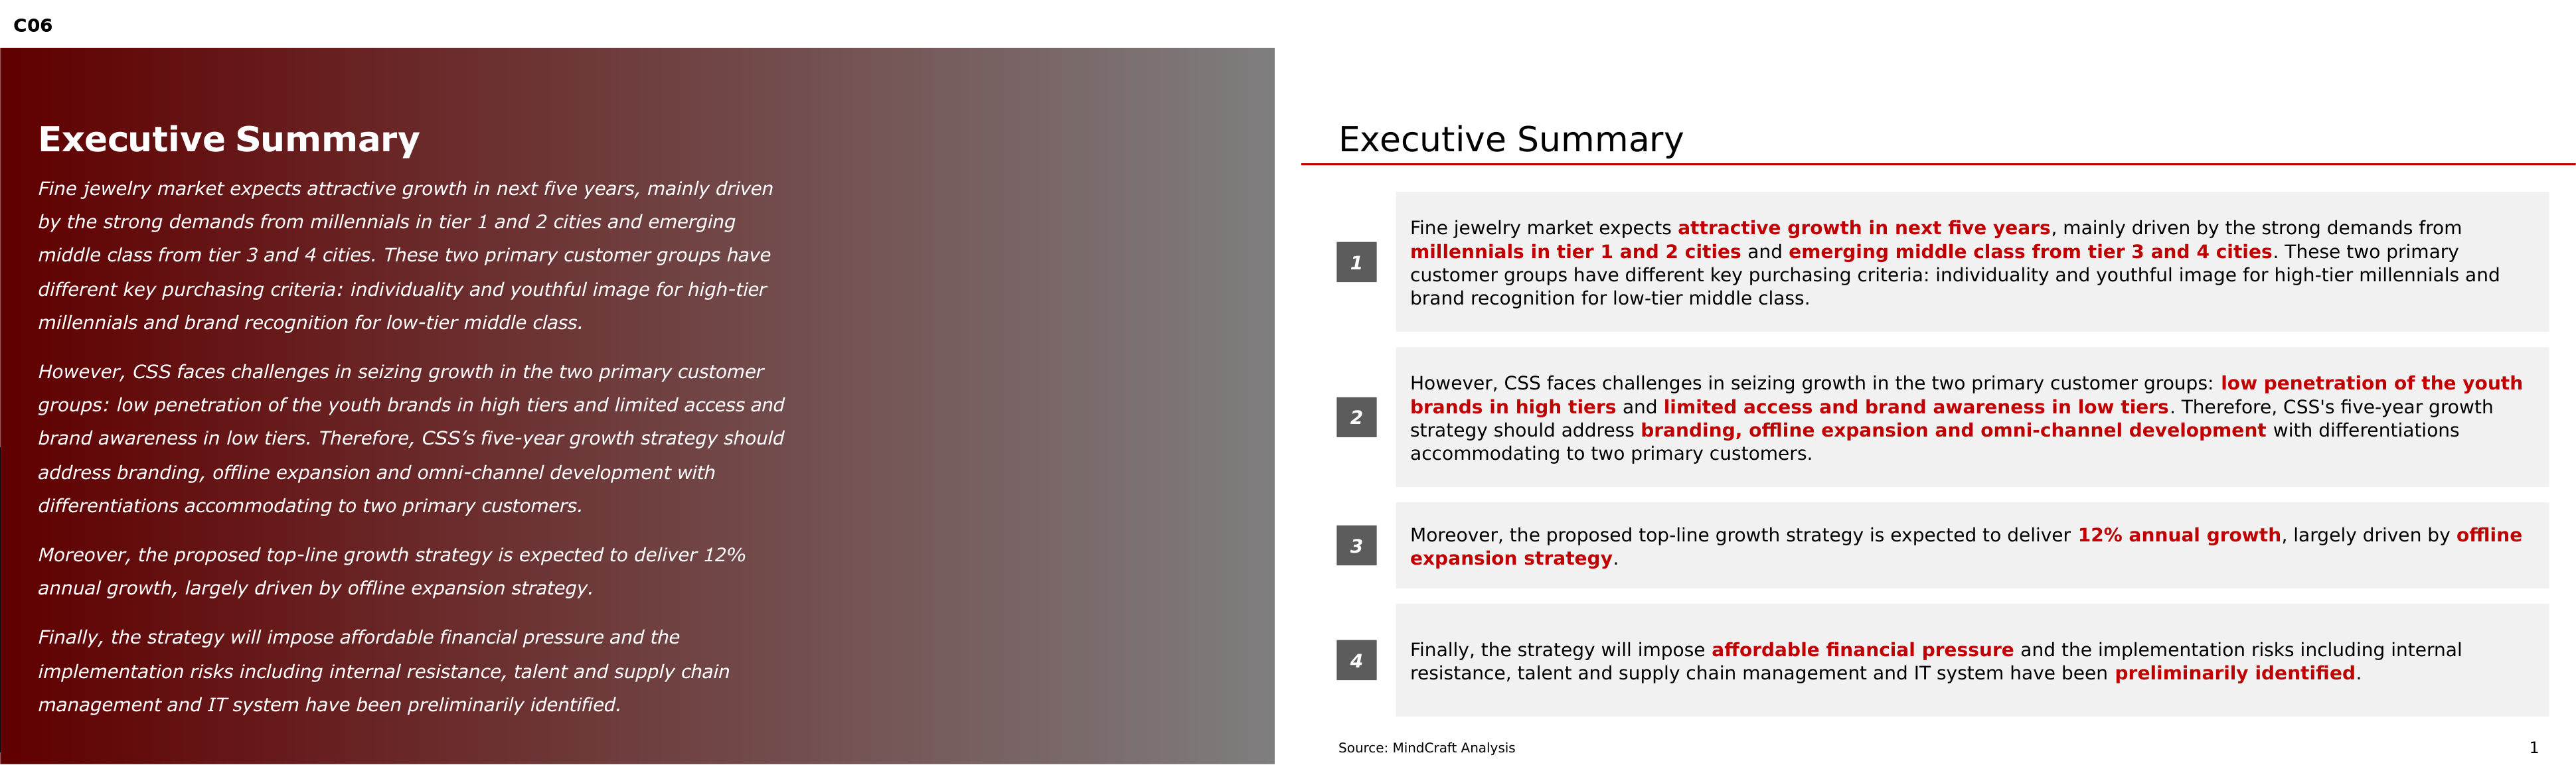 C06
Executive Summary
Fine jewelry market expects attractive growth in next five years, mainly driven
by the strong demands from millennials in tier 1 and 2 cities and emerging
middle class from tier 3 and 4 cities. These two primary customer groups have
different key purchasing criteria: individuality and youthful image for high-tier
millennials and brand recognition for low-tier middle class.
However, CSS faces challenges in seizing growth in the two primary customer
groups: low penetration of the youth brands in high tiers and limited access and
brand awareness in low tiers. Therefore, CSS’s five-year growth strategy should
address branding, offline expansion and omni-channel development with
differentiations accommodating to two primary customers.
Moreover, the proposed top-line growth strategy is expected to deliver 12%
annual growth, largely driven by offline expansion strategy.
Finally, the strategy will impose affordable financial pressure and the
implementation risks including internal resistance, talent and supply chain
management and IT system have been preliminarily identified.
Executive Summary
1
Fine jewelry market expects attractive growth in next five years, mainly driven by the strong demands from
millennials in tier 1 and 2 cities and emerging middle class from tier 3 and 4 cities. These two primary
customer groups have different key purchasing criteria: individuality and youthful image for high-tier millennials and
brand recognition for low-tier middle class.
2
However, CSS faces challenges in seizing growth in the two primary customer groups: low penetration of the youth
brands in high tiers and limited access and brand awareness in low tiers. Therefore, CSS's five-year growth
strategy should address branding, offline expansion and omni-channel development with differentiations
accommodating to two primary customers.
3
Moreover, the proposed top-line growth strategy is expected to deliver 12% annual growth, largely driven by offline
expansion strategy.
4
Finally, the strategy will impose affordable financial pressure and the implementation risks including internal
resistance, talent and supply chain management and IT system have been preliminarily identified.
Source: MindCraft Analysis
1